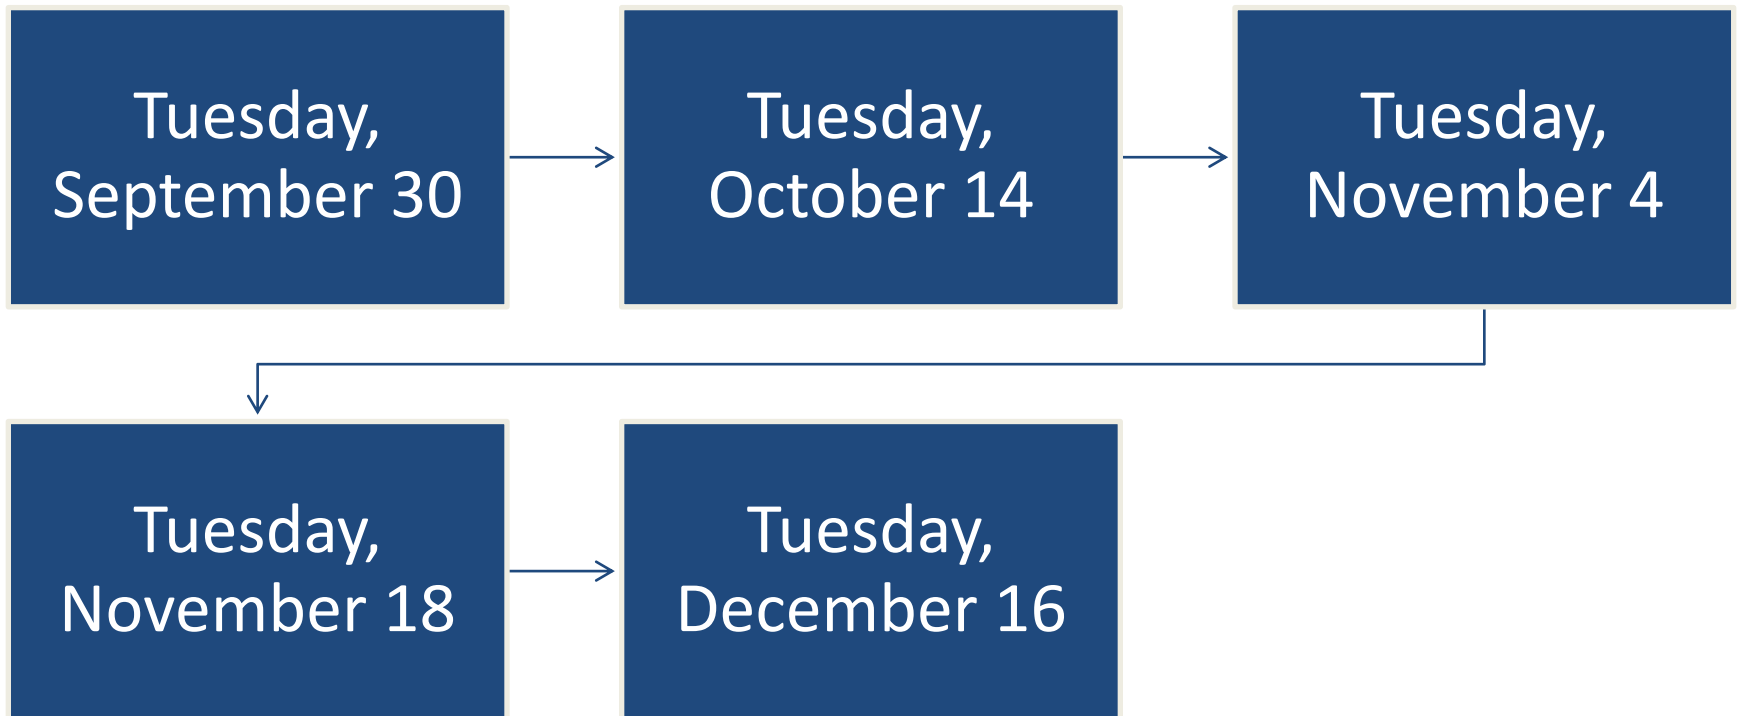 Tuesday,
September 30
Tuesday,
October 14
Tuesday,
November 4
Tuesday,
November 18
Tuesday,
December 16